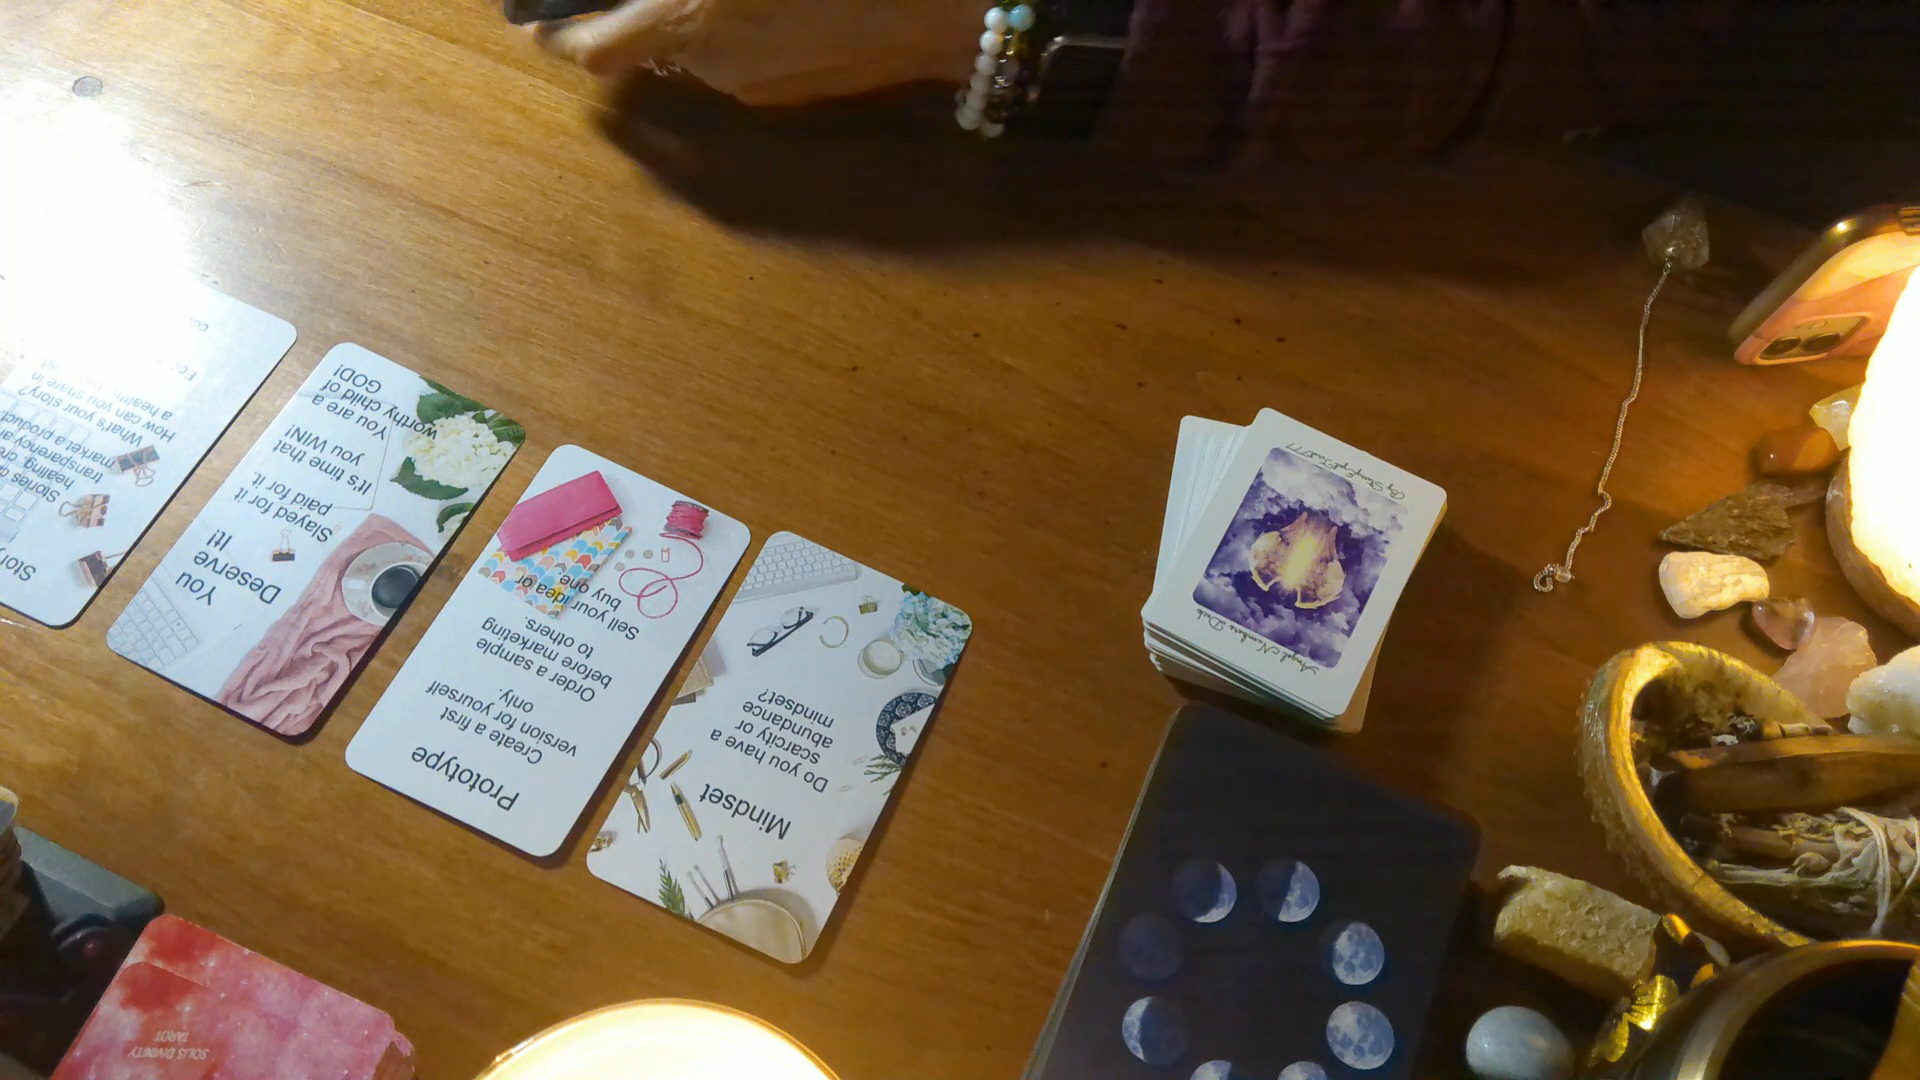 Mindset
Do you have a
scarcity or
abundance
mindset?
Prototype
Create a first
version for yourself
only.
Order a sample
before marketing
to others.
Sell your idea or
buy one.
You
Deserve
It!
Slayed for it
paid for it
It's time that
you WIN!
You are a
worthy child of
GOD!
Stories
healing,
transparency
market a product.
What's your story?
How can you share in
a healthy
Angel Numbers Deck
SOLIS DIVINITY
TAROT